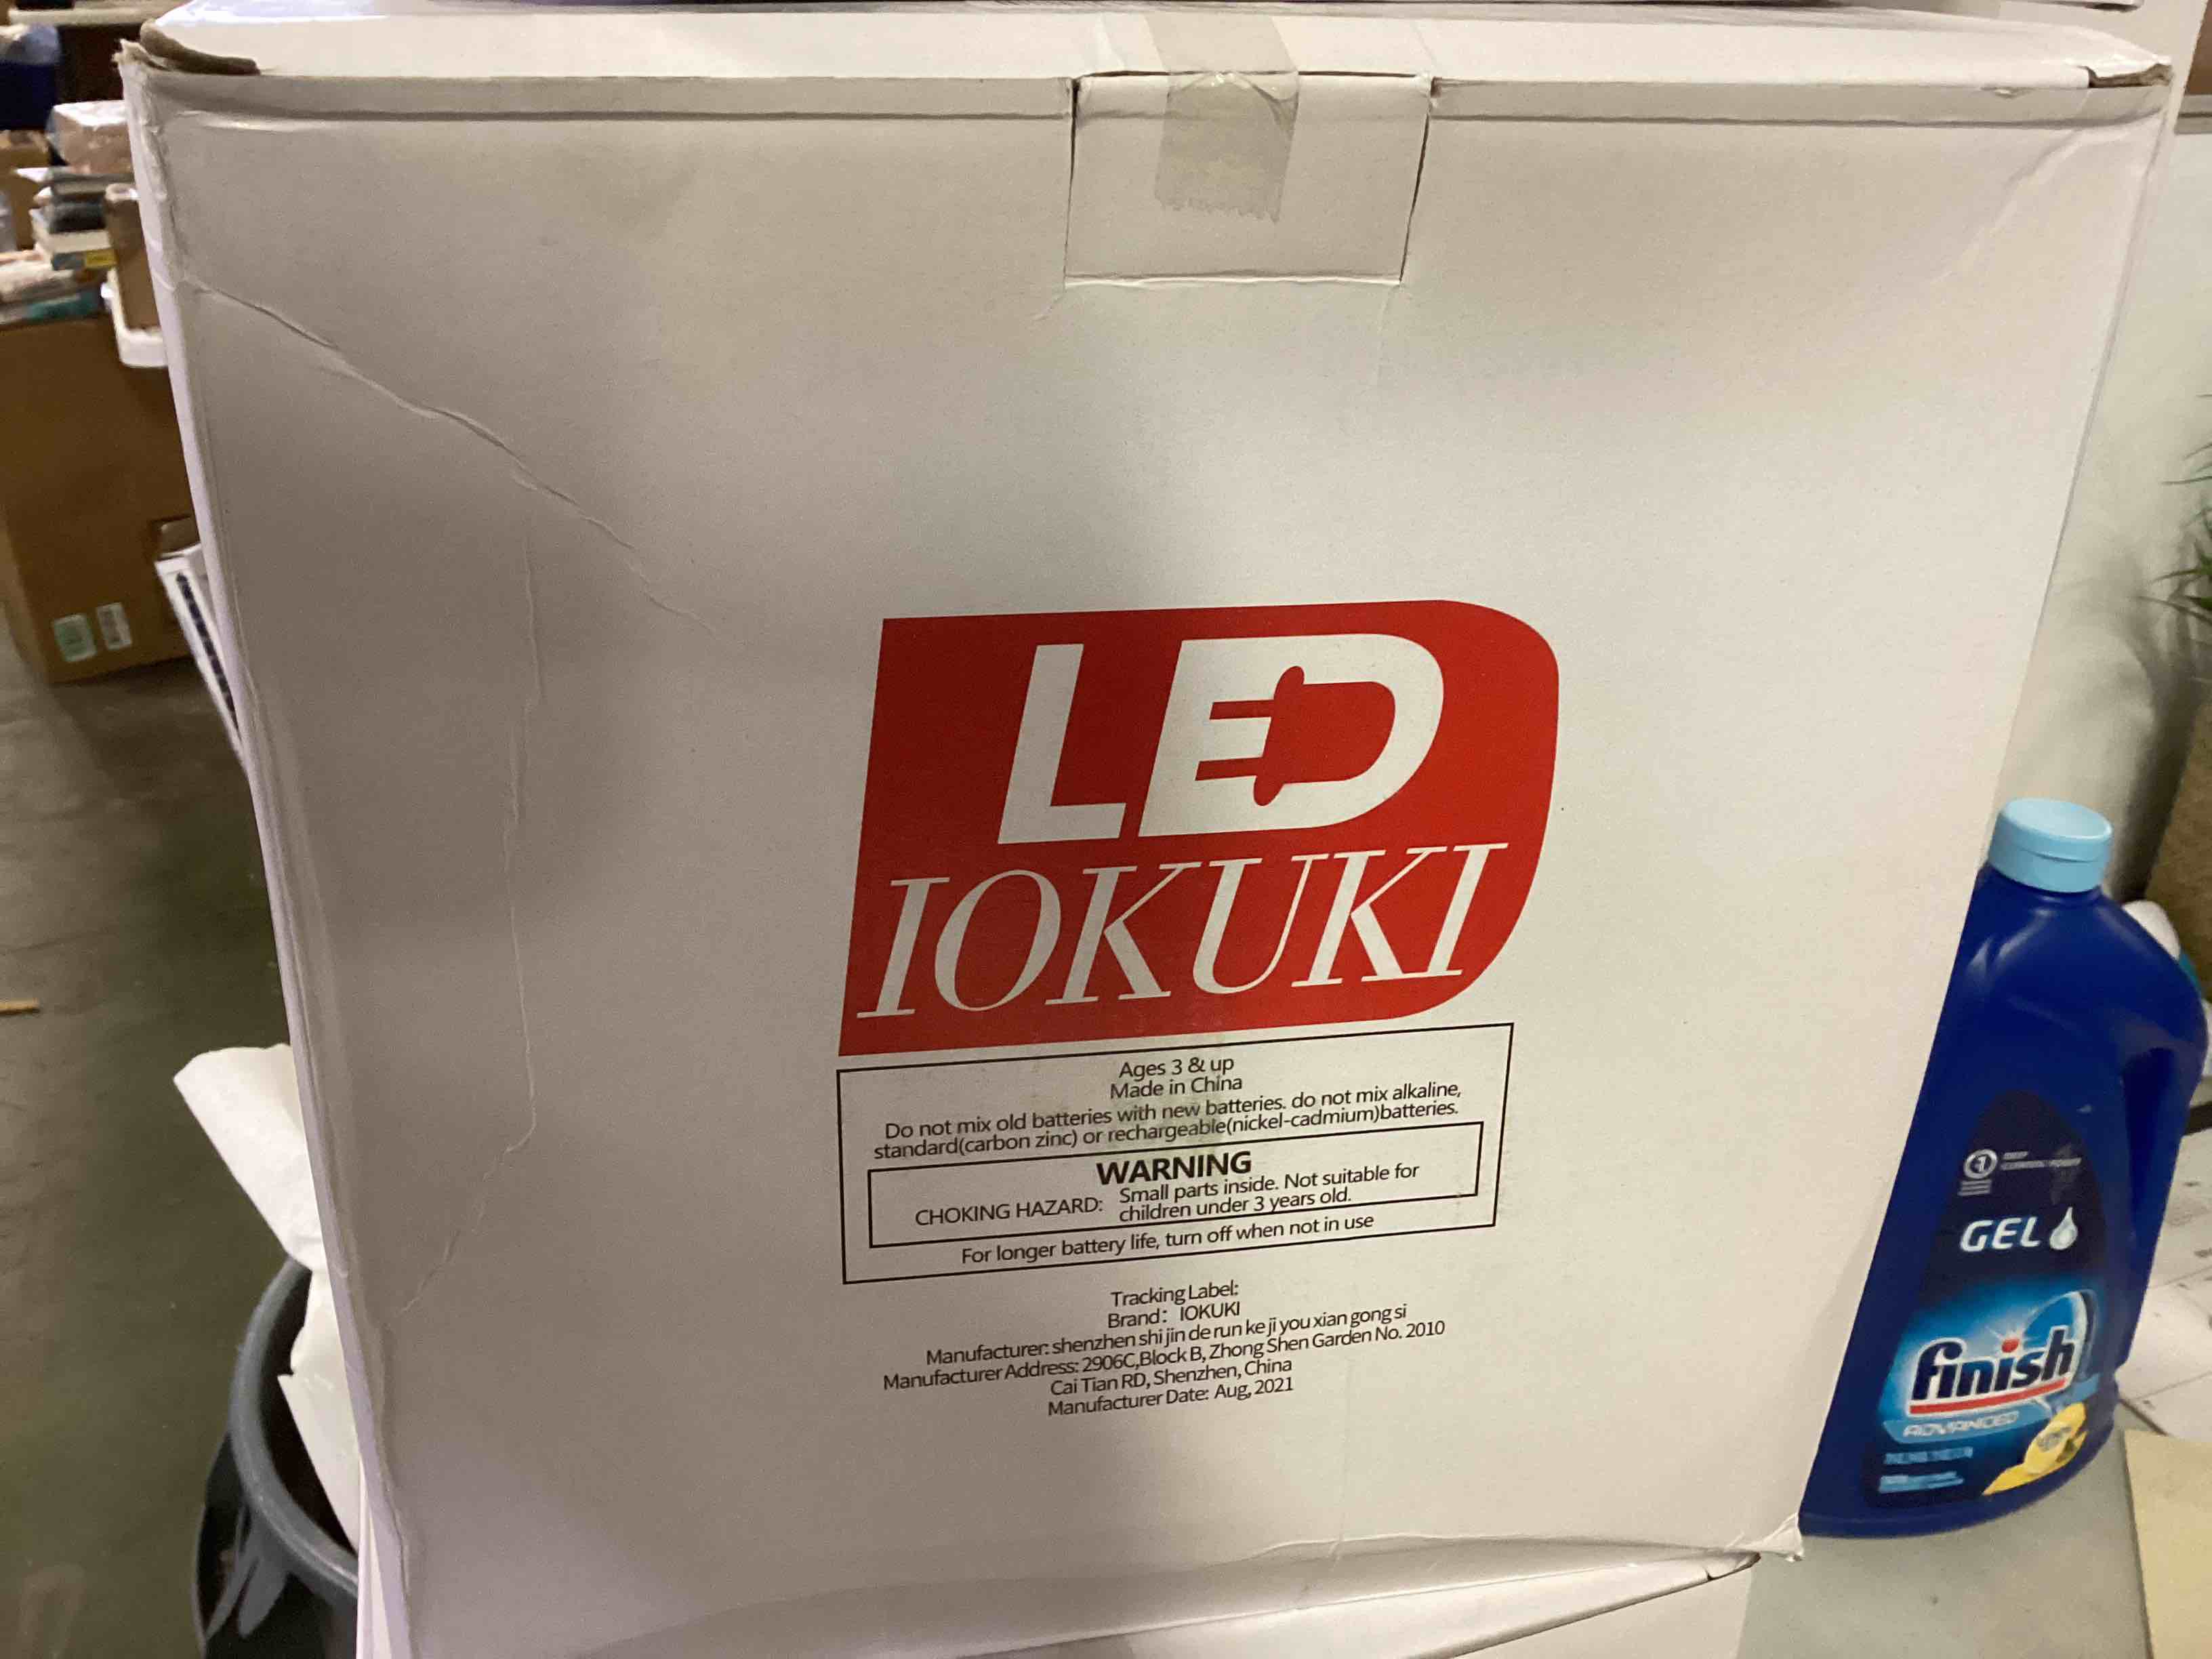 LED
IOKUKI
Ages 3 & up
Made in China
Do not mix old batteries with new batteries. do not mix alkaline,
standard(carbon zinc) or rechargeable(nickel-cadmium)batteries.
WARNING
CHOKING HAZARD: Small parts inside. Not suitable for
children under 3 years old.
For longer battery life, turn off when not in use
Tracking Label:
Brand: IOKUKI
Manufacturer: shenzhen shi jin de run ke ji you xian gong si
Manufacturer Address: 2906C,Block B, Zhong Shen Garden No. 2010
Cai Tian RD, Shenzhen, China
Manufacturer Date: Aug, 2021
GEL
finish
ADVANCED